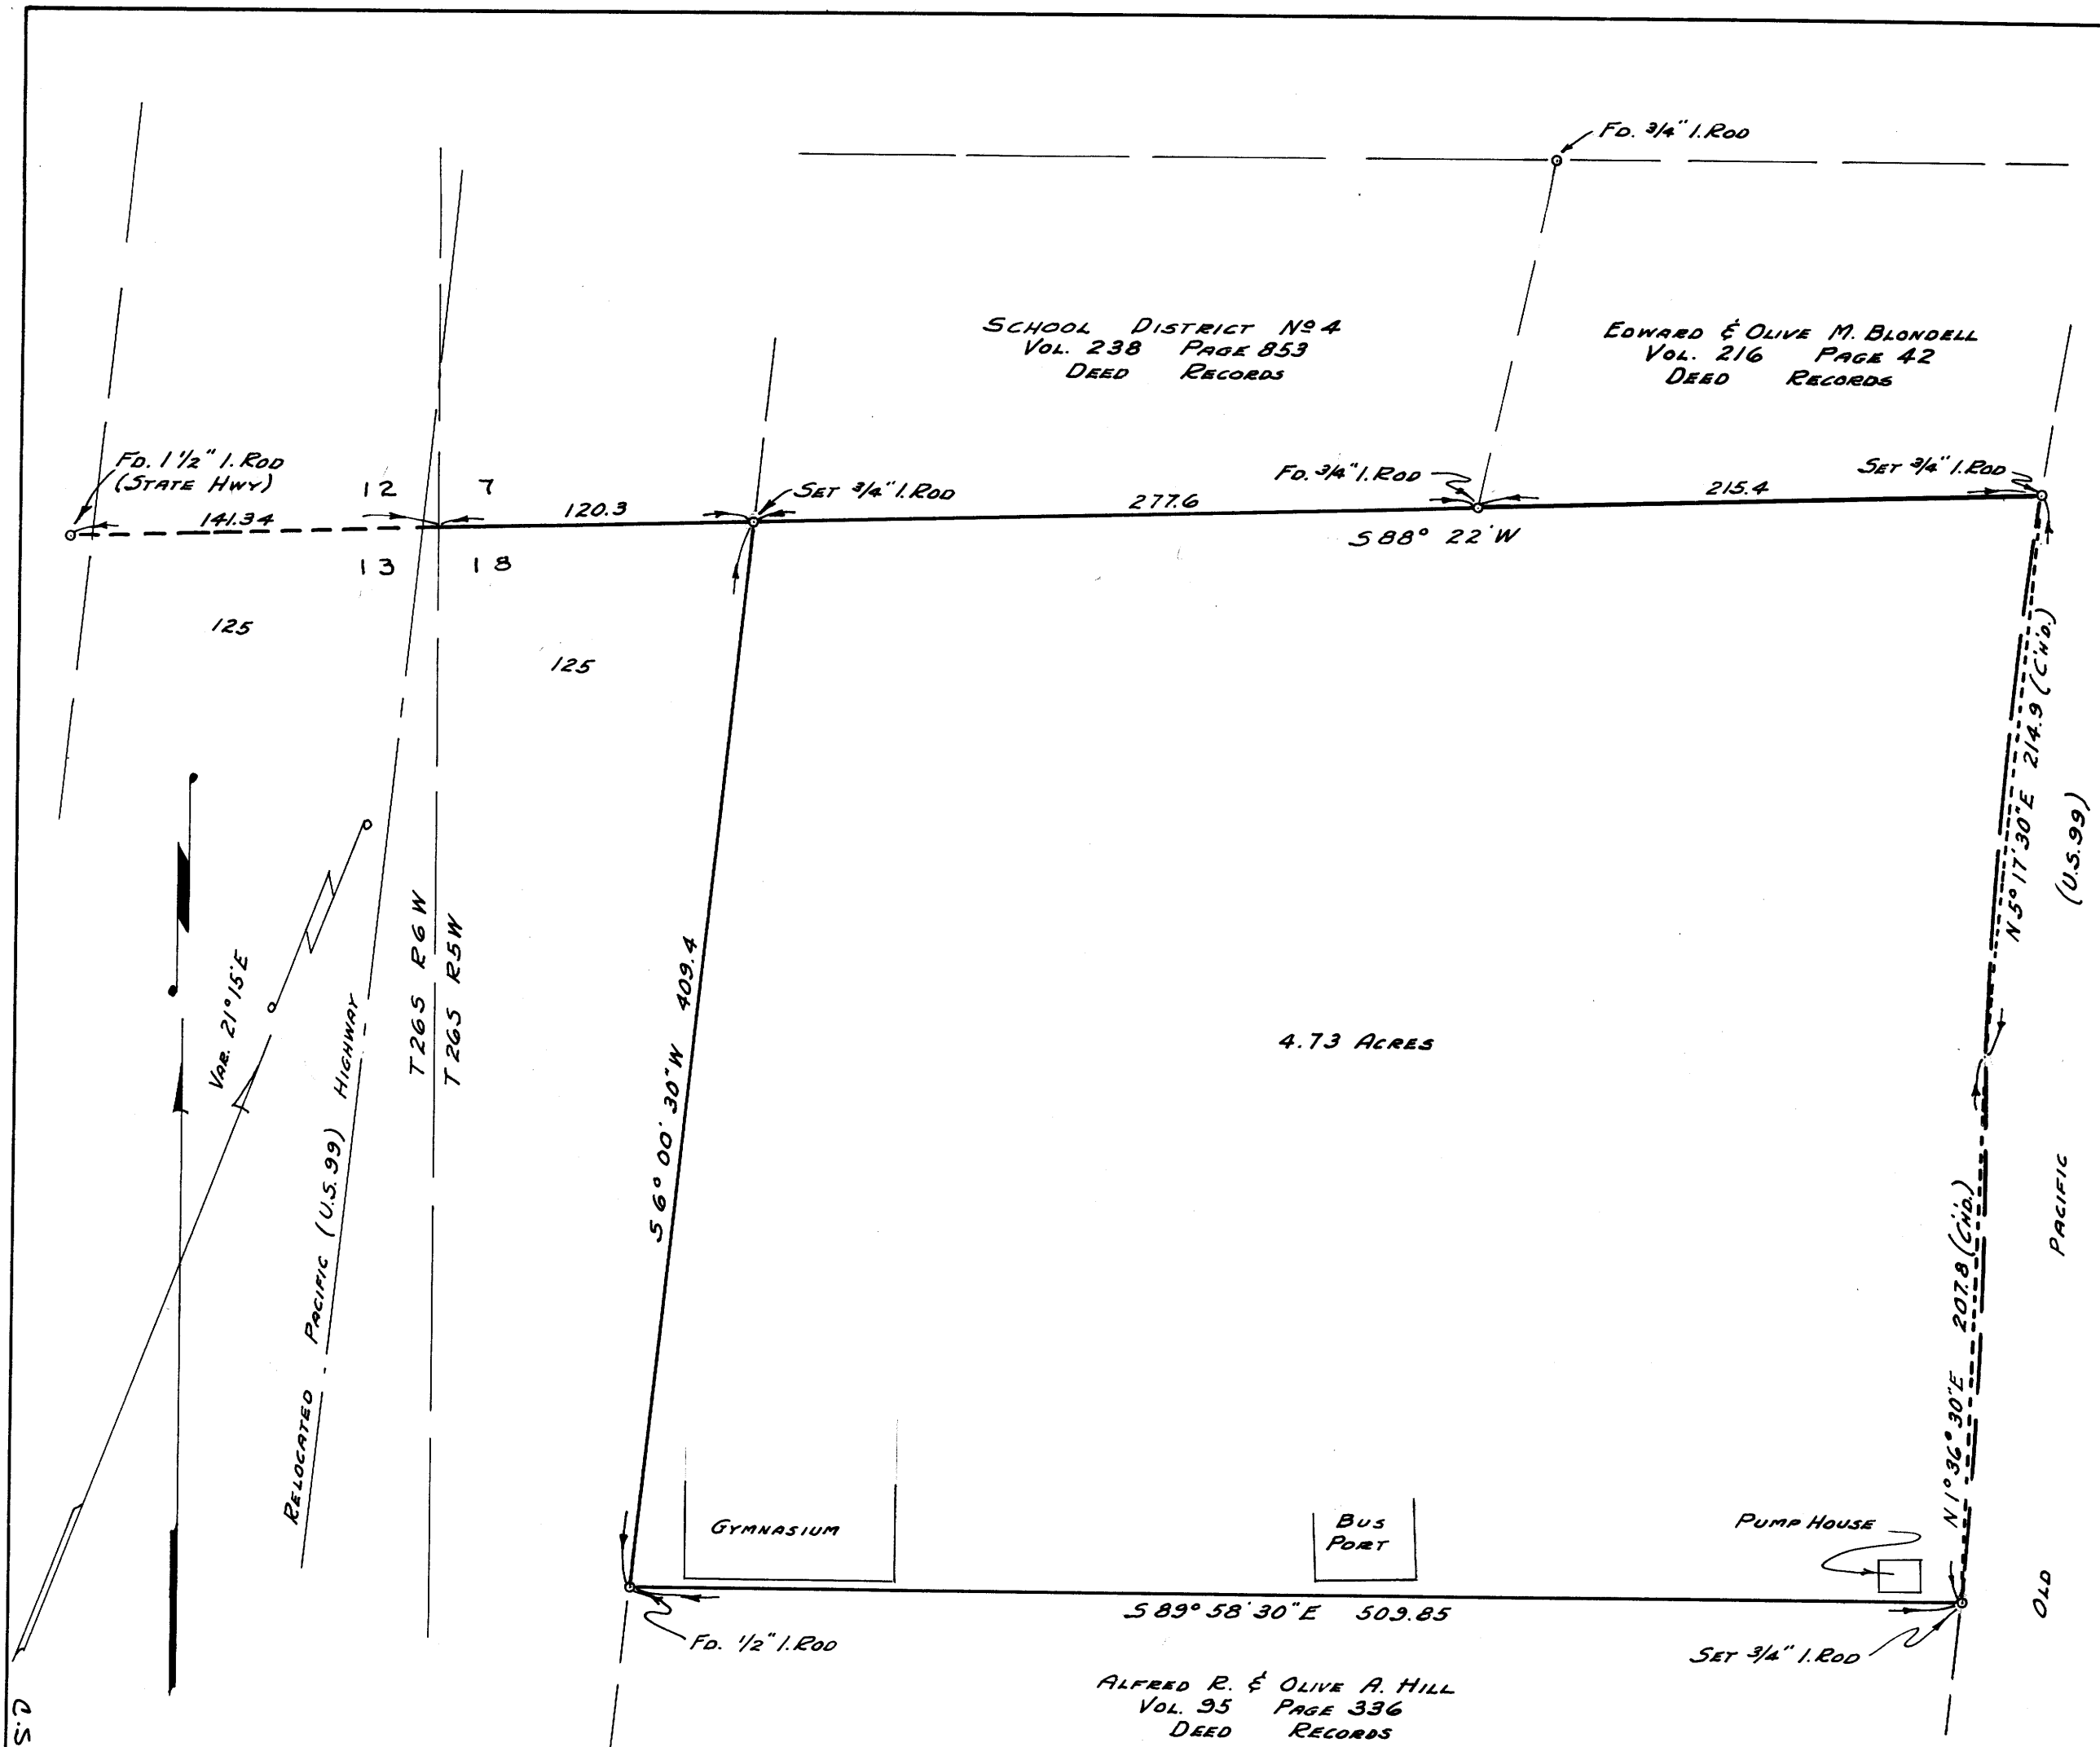 FD. 3/4" I. ROD
SCHOOL DISTRICT Nº 4
VOL. 238 PAGE 853
DEED RECORDS
EDWARD & OLIVE M. BLONDELL
VOL. 216 PAGE 42
DEED RECORDS
FD. 1 1/2" I. ROD
(STATE HWY)
12 7
141.34
13 18
120.3
SET 3/4" I. ROD
277.6
FD. 3/4" I. ROD
S 88° 22' W
215.4
SET 3/4" I. ROD
125
125
N 5° 17' 30" E 214.9 (C'H'D.)
(U.S. 99)
VAR. 21° 15' E
T 26 S R 6 W
T 26 S R 5 W
RELOCATED PACIFIC (U.S. 99) HIGHWAY
S 6° 00' 30" W 409.4
4.73 ACRES
N 1° 36' 30" E 207.8 (C'H'D.)
OLD PACIFIC
GYMNASIUM
BUS
PORT
PUMP HOUSE
S 89° 58' 30" E 509.85
FD. 1/2" I. ROD
SET 3/4" I. ROD
ALFRED R. & OLIVE A. HILL
VOL. 95 PAGE 336
DEED RECORDS